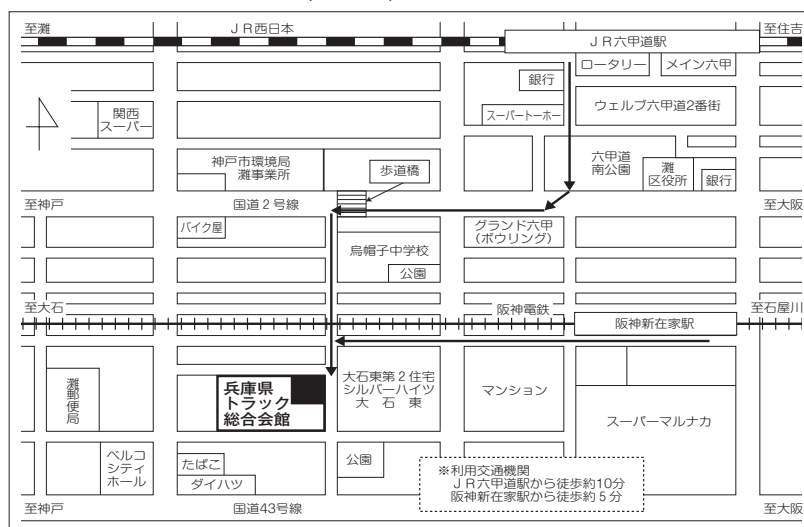 至灘
JR西日本
JR六甲道駅
至住吉
ロータリー
メイン六甲
銀行
スーパートーホー
ウェルブ六甲道2番街
関西
スーパー
神戸市環境局
灘事業所
歩道橋
六甲道
南公園
灘
区役所
銀行
至神戸
国道2号線
至大阪
バイク屋
グランド六甲
(ボウリング)
烏帽子中学校
公園
至大石
阪神電鉄
阪神新在家駅
至石屋川
灘郵便局
兵庫県
トラック
総合会館
大石東第2住宅
シルバーハイツ
大石東
マンション
スーパーマルナカ
ベルコ
シティ
ホール
たばこ
ダイハツ
公園
※利用交通機関
JR六甲道駅から徒歩約10分
阪神新在家駅から徒歩約5分
至神戸
国道43号線
至大阪